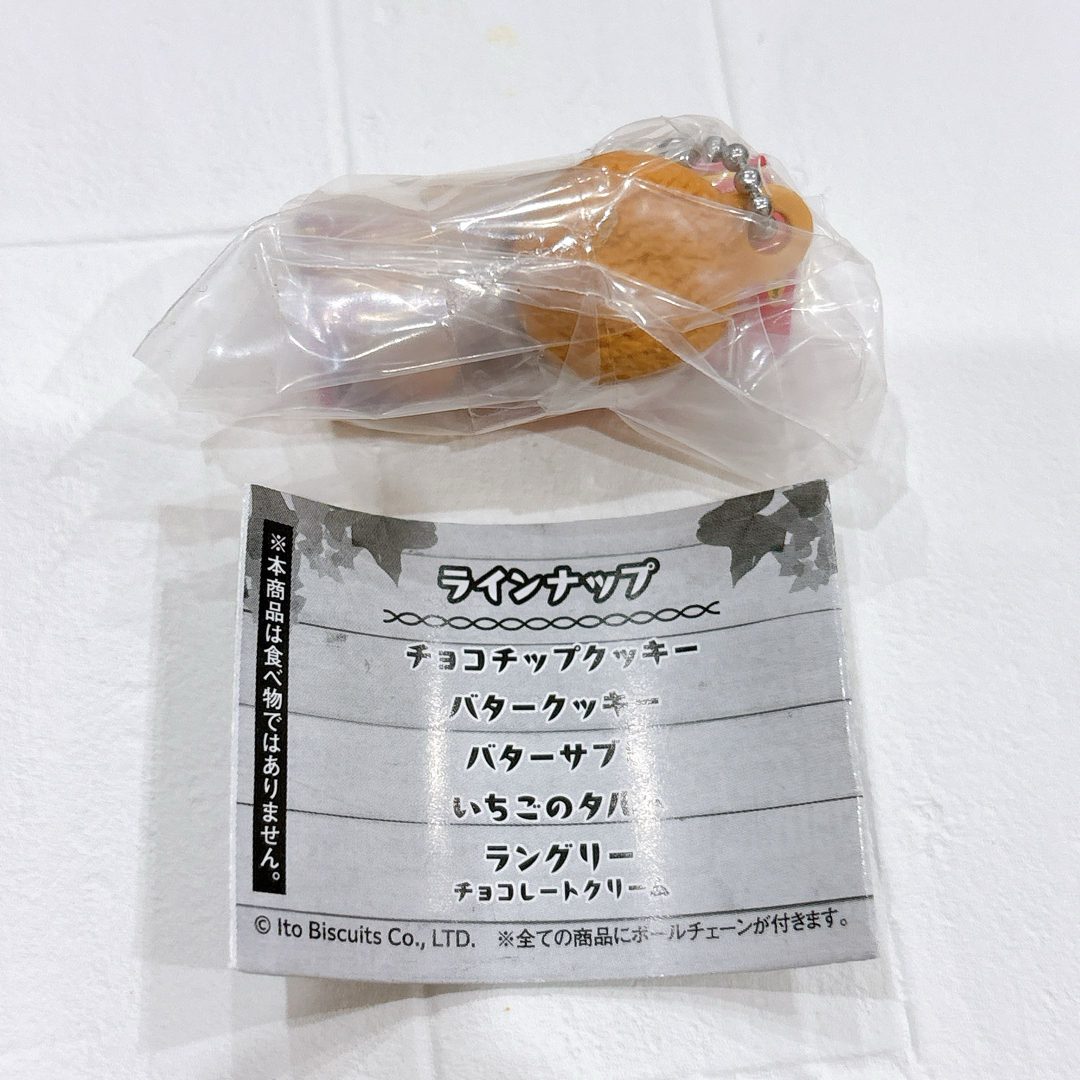 ラインナップ
チョコチップクッキー
バタークッキー
バターサブ
いちごのタル
ラングリー
チョコレートクリーム
© Ito Biscuits Co., LTD. ※全ての商品にボールチェーンが付きます。
※本商品は食べ物ではありません。